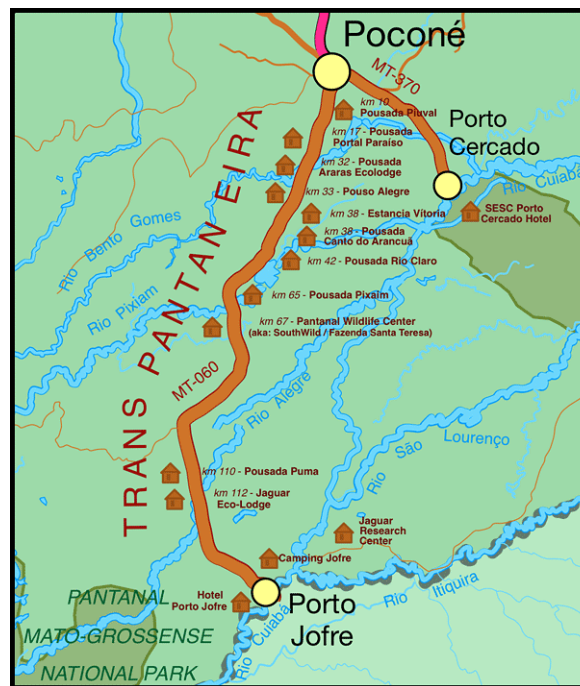 Poconé
MT-370
km 10
Pousada Piuval
Porto
Cercado
km 17 - Pousada
Portal Paraíso
km 32 - Pousada
Araras Ecolodge
km 33 - Pouso Alegre
Rio Cuiabá
SESC Porto
Cercado Hotel
km 38 - Estancia Vitoria
km 38 - Pousada
Canto do Arancuã
km 42 - Pousada Rio Claro
TRANS PANTANEIRA
Rio Bento Gomes
Rio Pixiam
km 65 - Pousada Pixaim
km 67 - Pantanal Wildlife Center
(aka: SouthWild / Fazenda Santa Teresa)
MT-060
Rio Alegre
Rio São Lourenço
km 110 - Pousada Puma
km 112 - Jaguar
Eco-Lodge
Jaguar
Research
Center
Camping Jofre
Hotel
Porto Jofre
Porto
Jofre
Rio Cuiabá
Rio Itiquira
PANTANAL
MATO-GROSSENSE
NATIONAL PARK